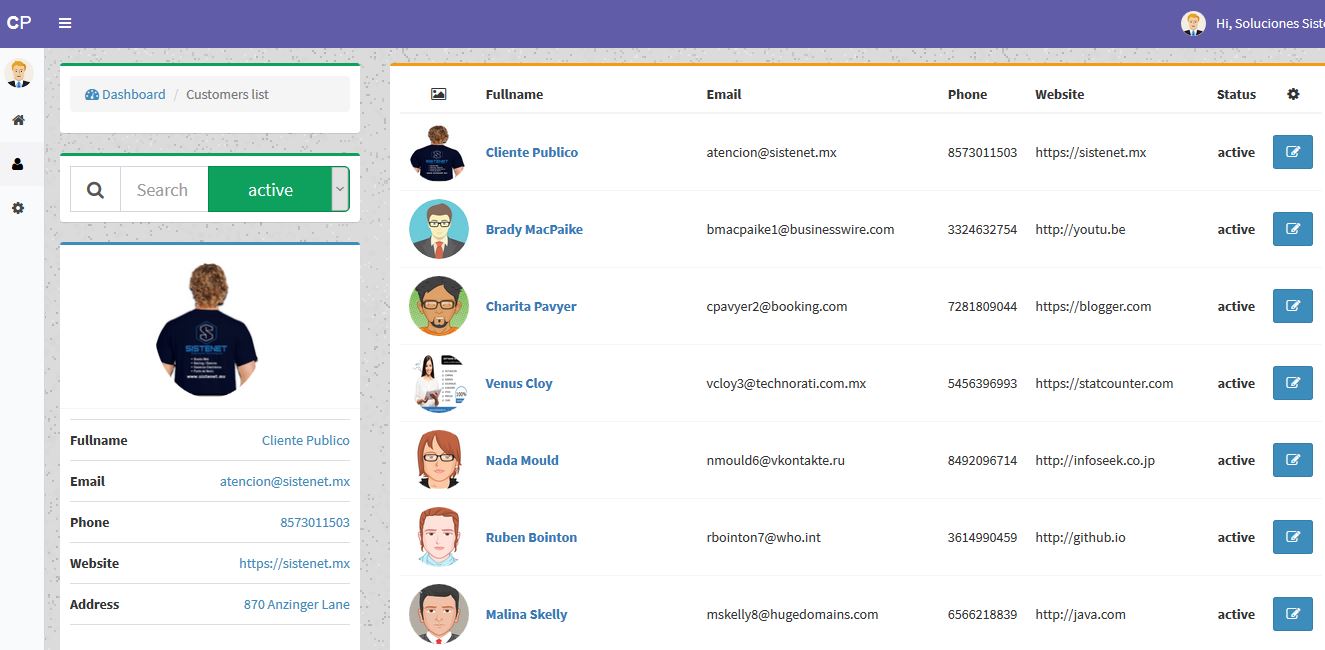 CP
Hi, Soluciones Siste
Dashboard / Customers list
Search
active
SISTENET
www.sistenet.mx
Fullname Cliente Publico
Email atencion@sistenet.mx
Phone 8573011503
Website https://sistenet.mx
Address 870 Anzinger Lane
Fullname Email Phone Website Status
SISTENET
Cliente Publico atencion@sistenet.mx 8573011503 https://sistenet.mx active
Brady MacPaike bmacpaike1@businesswire.com 3324632754 http://youtu.be active
Charita Pavyer cpavyer2@booking.com 7281809044 https://blogger.com active
100%
Venus Cloy vcloy3@technorati.com.mx 5456396993 https://statcounter.com active
Nada Mould nmould6@vkontakte.ru 8492096714 http://infoseek.co.jp active
Ruben Bointon rbointon7@who.int 3614990459 http://github.io active
Malina Skelly mskelly8@hugedomains.com 6566218839 http://java.com active